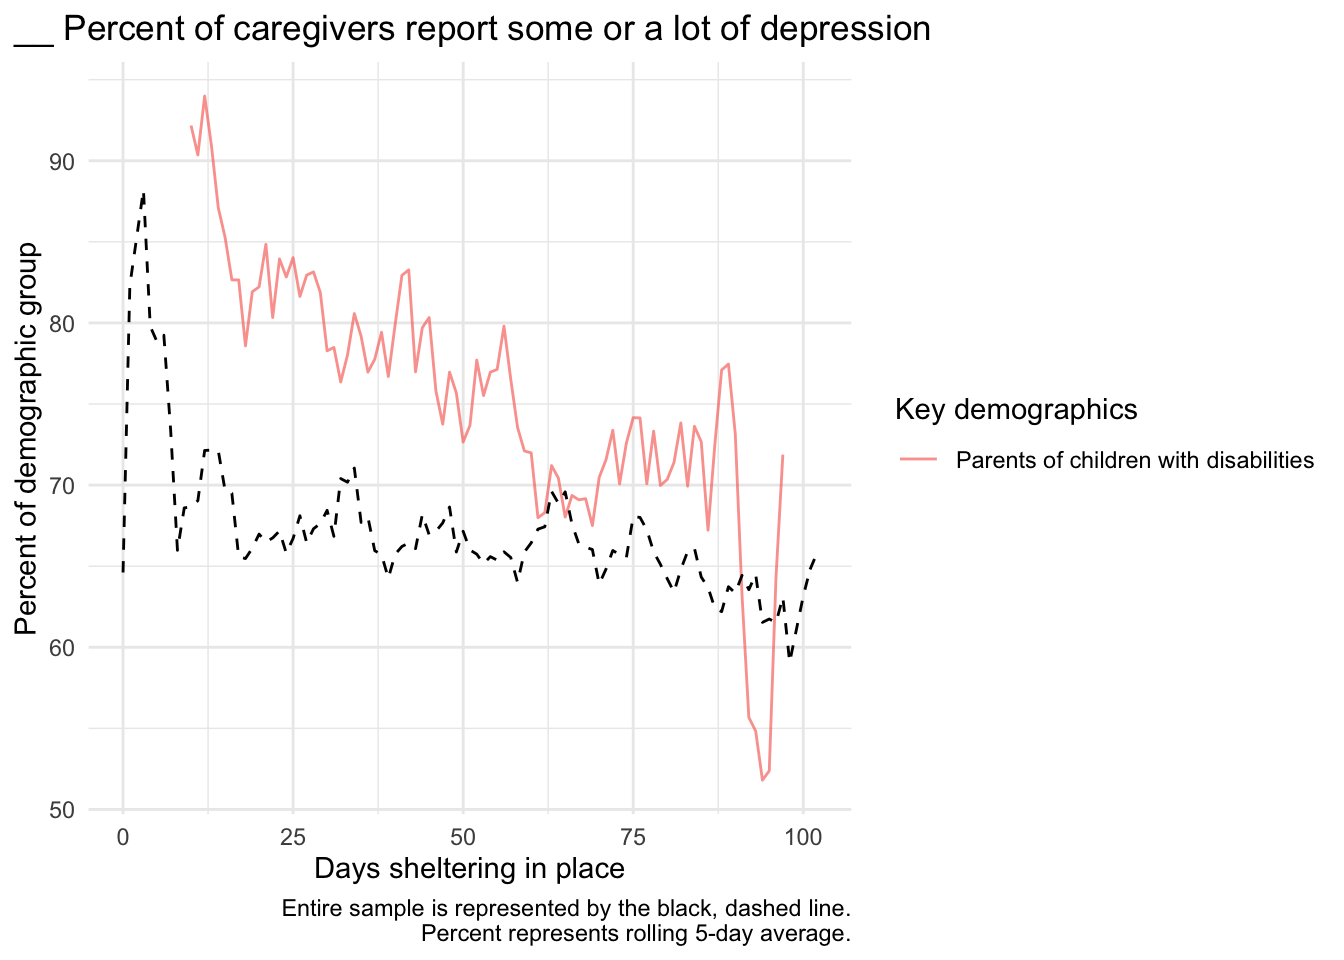 __ Percent of caregivers report some or a lot of depression
Percent of demographic group
90
80
70
60
50
0 25 50 75 100
Days sheltering in place
Key demographics
Parents of children with disabilities
Entire sample is represented by the black, dashed line.
Percent represents rolling 5-day average.